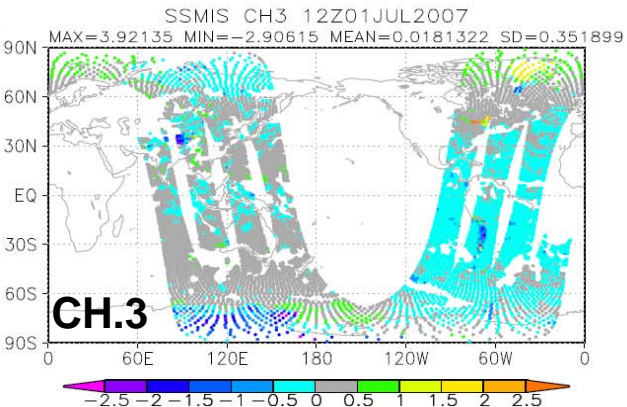 SSMIS CH3 12Z01JUL2007
MAX=3.92135 MIN=−2.90615 MEAN=0.0181322 SD=0.351899
90N
60N
30N
EQ
30S
60S
90S
CH.3
0 60E 120E 180 120W 60W 0
−2.5 −2 −1.5 −1 −0.5 0 0.5 1 1.5 2 2.5